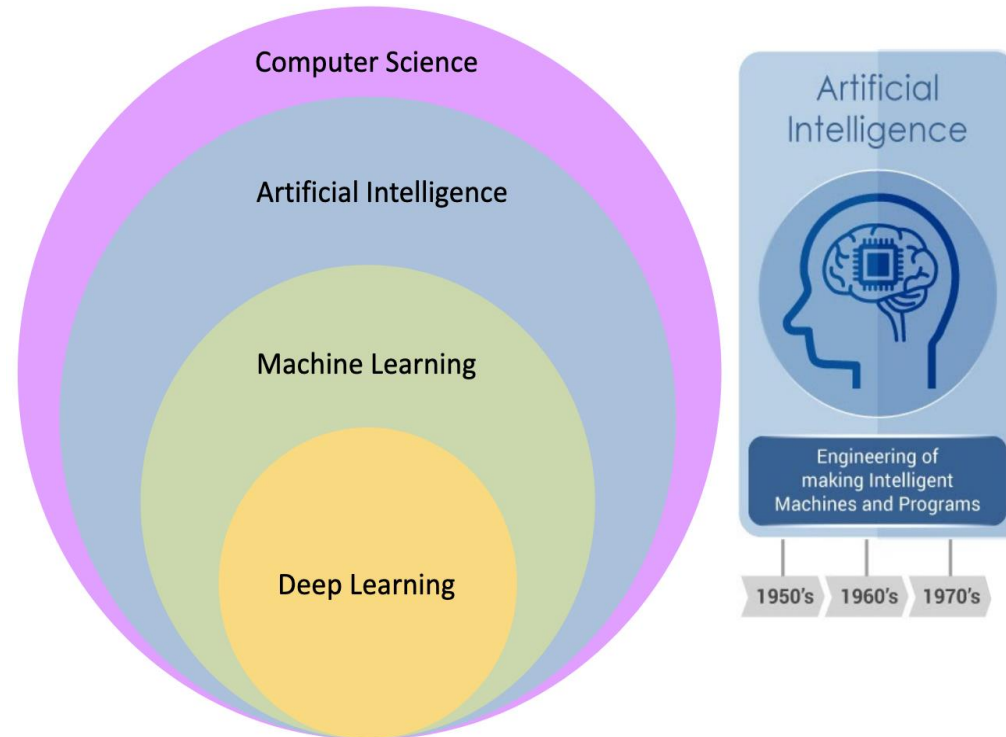 Computer Science
Artificial Intelligence
Machine Learning
Deep Learning
Artificial
Intelligence
Engineering of
making Intelligent
Machines and Programs
1950's 1960's 1970's